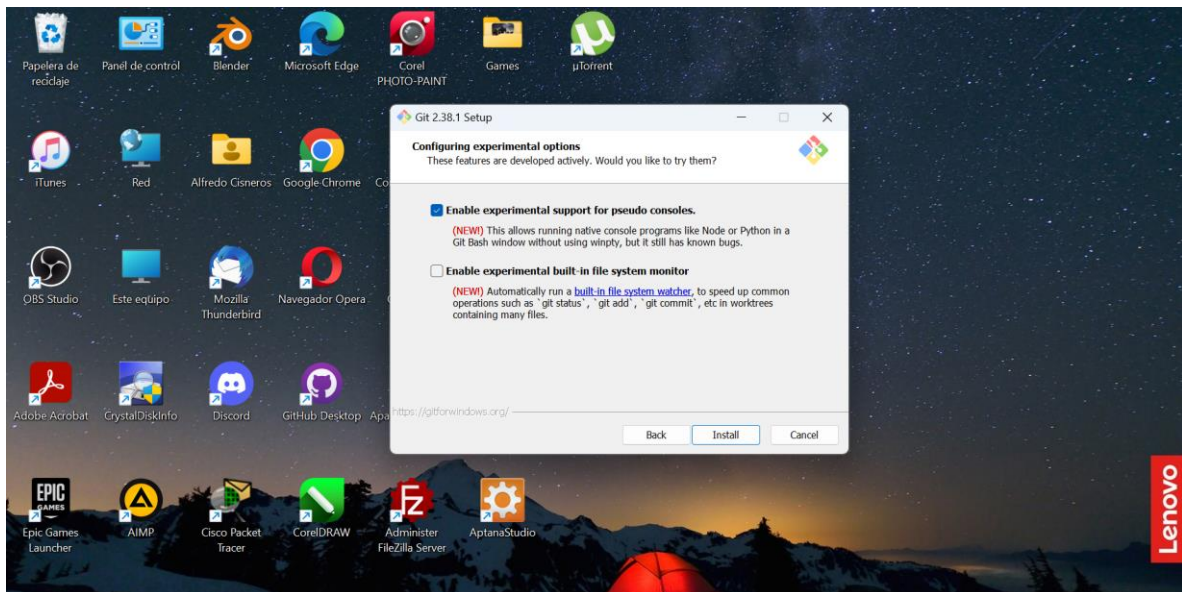 Papelera de
reciclaje
Panel de control
Blender
Microsoft Edge
Corel
PHOTO-PAINT
Games
µTorrent
iTunes
Red
Alfredo Cisneros
Google Chrome
Co
OBS Studio
Este equipo
Mozilla
Thunderbird
Navegador Opera
Adobe Acrobat
CrystalDiskInfo
Discord
GitHub Desktop
Apa
EPIC
GAMES
Epic Games
Launcher
AIMP
Cisco Packet
Tracer
CorelDRAW
Administer
FileZilla Server
AptanaStudio
Git 2.38.1 Setup
Configuring experimental options
These features are developed actively. Would you like to try them?
Enable experimental support for pseudo consoles.
(NEW!) This allows running native console programs like Node or Python in a
Git Bash window without using winpty, but it still has known bugs.
Enable experimental built-in file system monitor
(NEW!) Automatically run a built-in file system watcher, to speed up common
operations such as `git status`, `git add`, `git commit`, etc in worktrees
containing many files.
https://gitforwindows.org/
Back
Install
Cancel
Lenovo